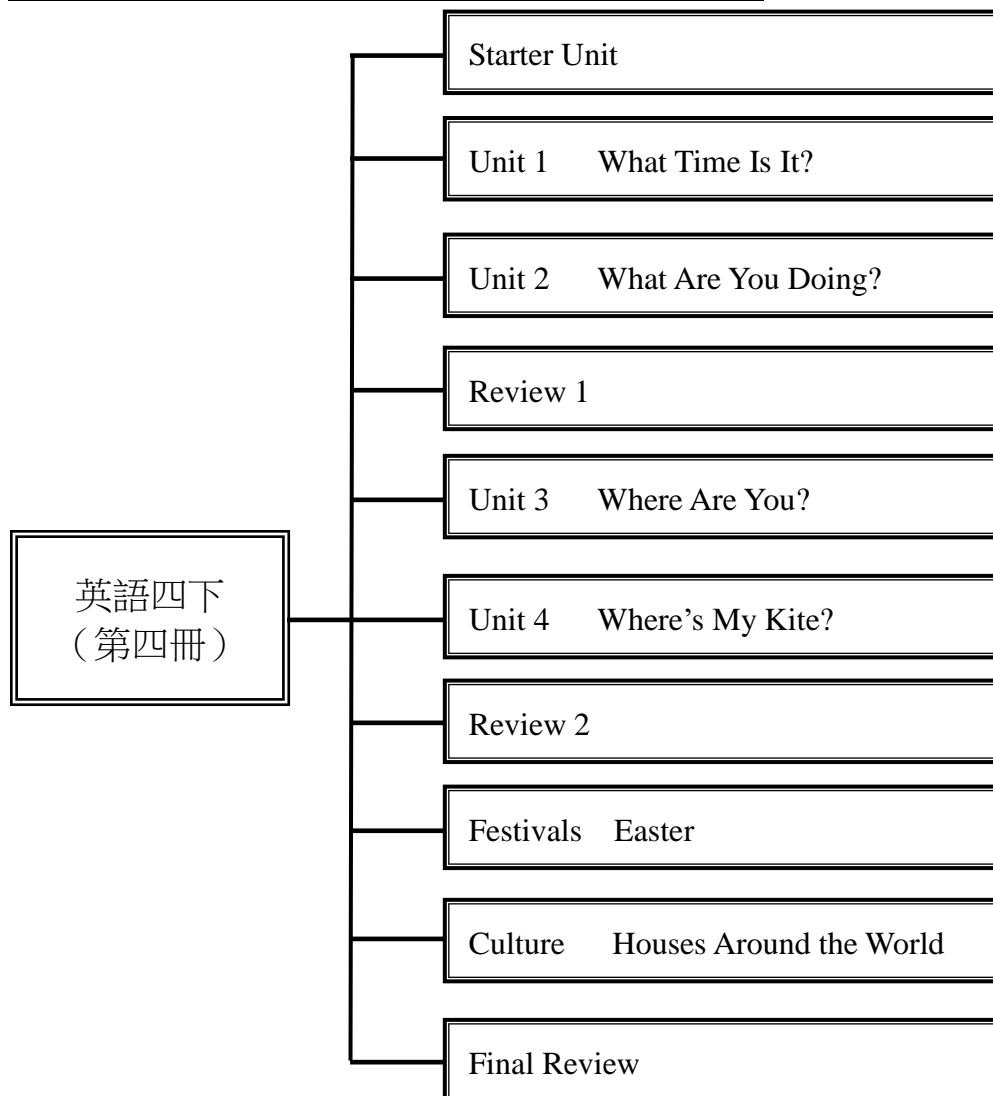 Starter Unit
Unit 1 What Time Is It?
Unit 2 What Are You Doing?
Review 1
Unit 3 Where Are You?
英語四下
（第四冊）
Unit 4 Where’s My Kite?
Review 2
Festivals Easter
Culture Houses Around the World
Final Review